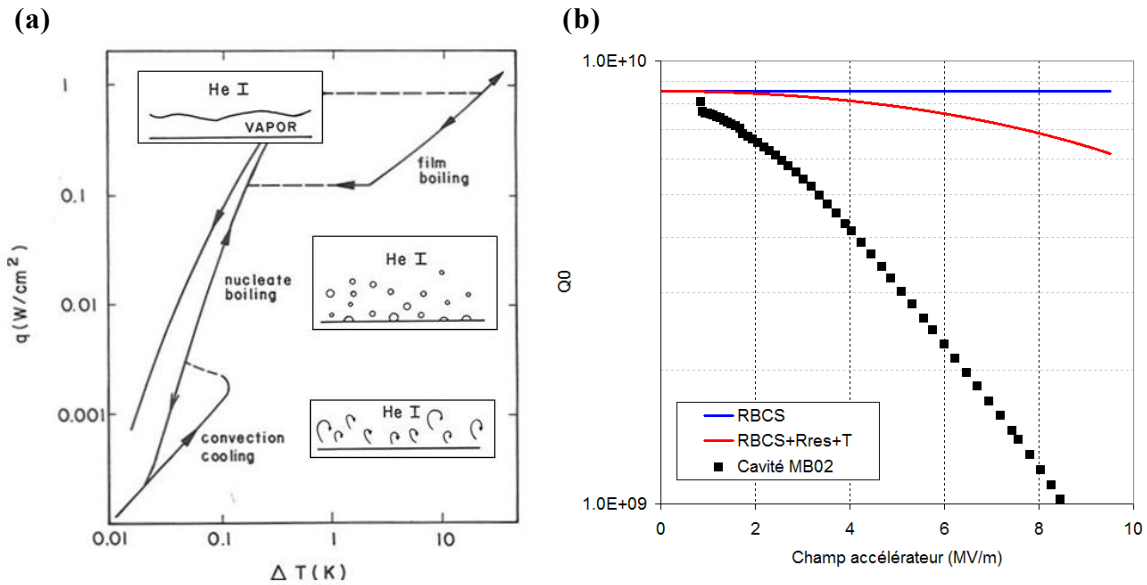 (a)
1
0.1
0.01
0.001
q (W/cm²)
He I
VAPOR
film
boiling
nucleate
boiling
He I
convection
cooling
He I
0.01
0.1
1
10
Δ T(K)
(b)
1.0E+10
1.0E+09
Q0
RBCS
RBCS+Rres+T
Cavité MB02
0
2
4
6
8
10
Champ accélérateur (MV/m)